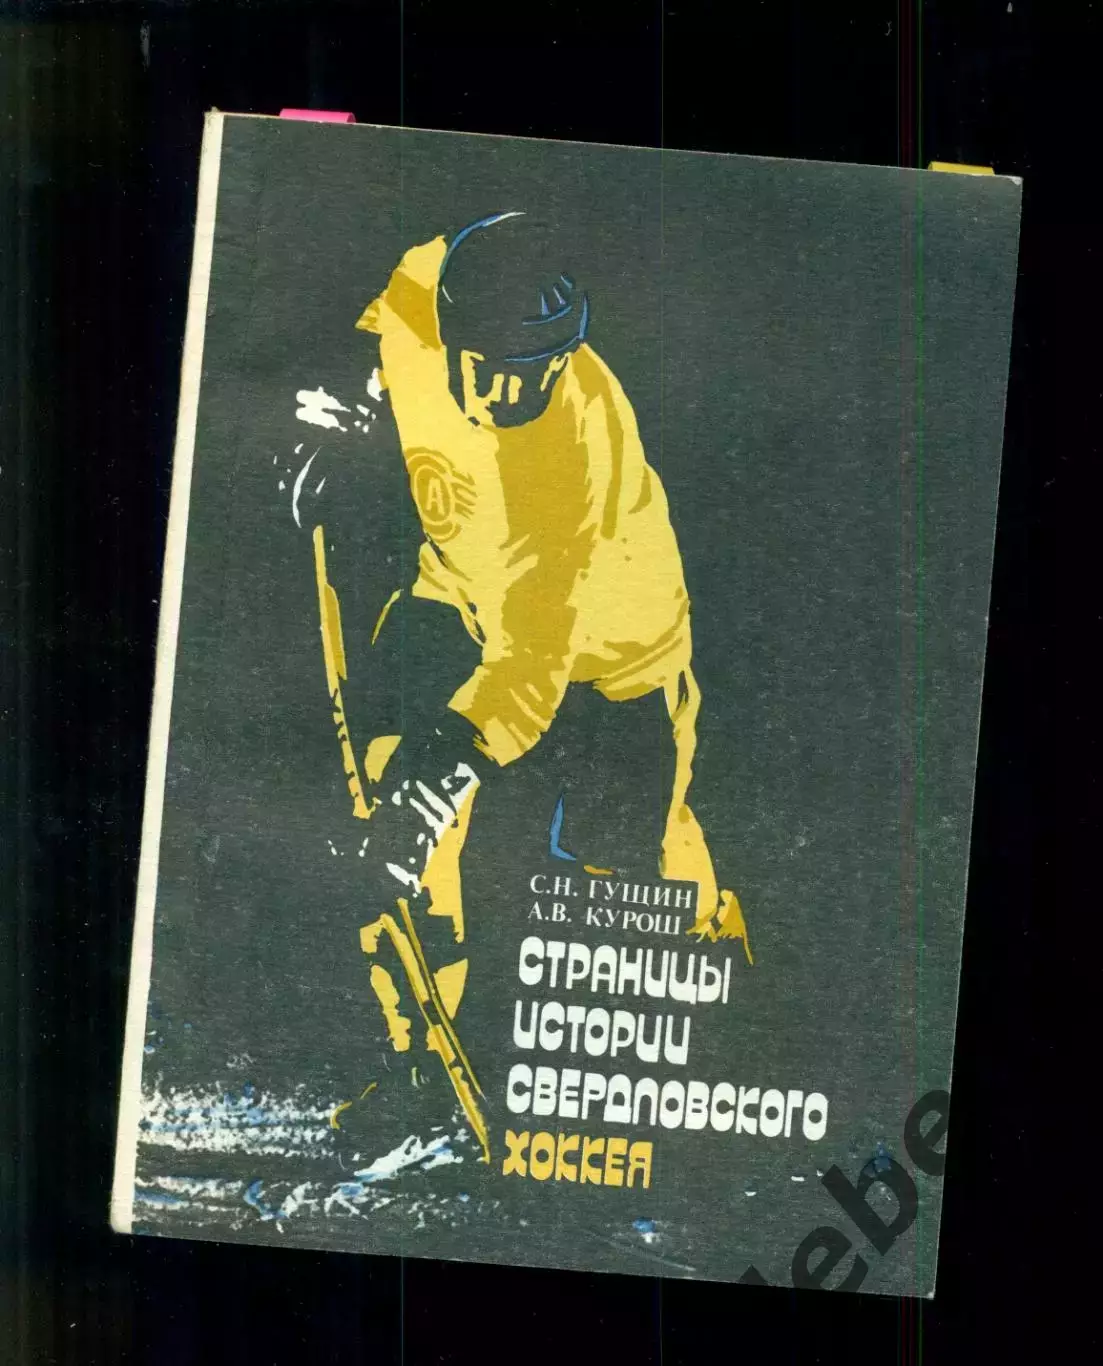 С.Н. ГУЩИН
А.В. КУРОШ
СТРАНИЦЫ
ИСТОРИИ
СВЕРДЛОВСКОГО
ХОККЕЯ